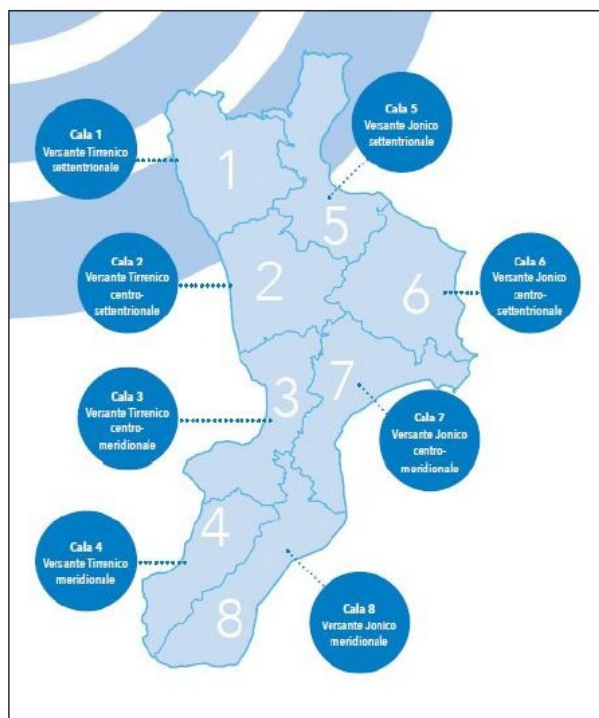 Cala 1
Versante Tirrenico
settentrionale
1
Cala 5
Versante Jonico
settentrionale
5
Cala 2
Versante Tirrenico
centro-
settentrionale
2
Cala 6
Versante Jonico
centro-
settentrionale
6
Cala 3
Versante Tirrenico
centro-
meridionale
3
7
Cala 7
Versante Jonico
centro-
meridionale
Cala 4
Versante Tirrenico
meridionale
4
8
Cala 8
Versante Jonico
meridionale